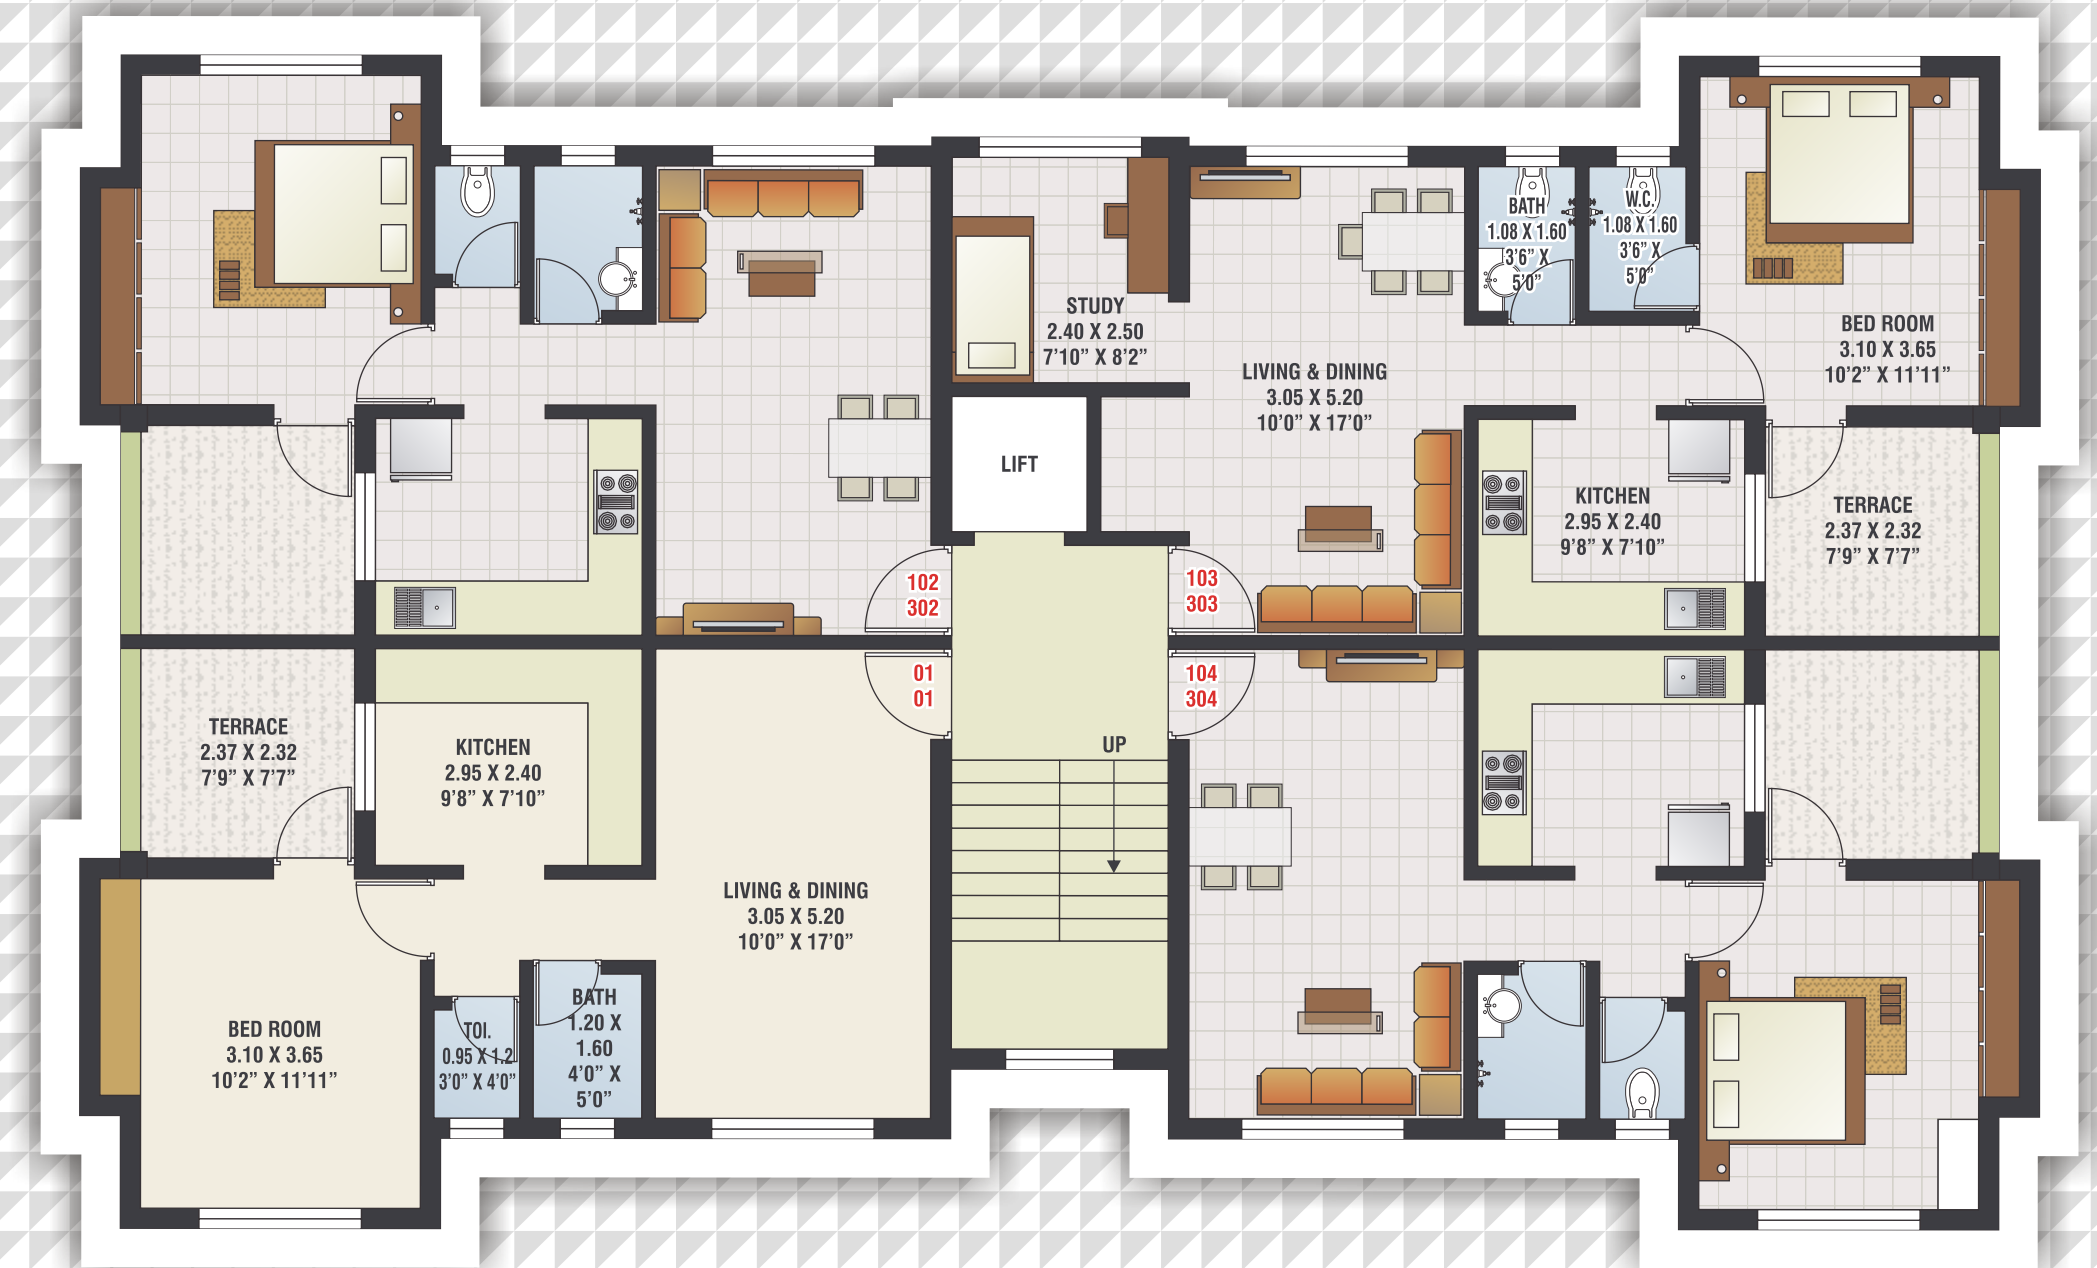 BATH
1.08 X 1.60
3'6" X
5'0"
W.C.
1.08 X 1.60
3'6" X
5'0"
STUDY
2.40 X 2.50
7'10" X 8'2"
BED ROOM
3.10 X 3.65
10'2" X 11'11"
LIVING & DINING
3.05 X 5.20
10'0" X 17'0"
LIFT
KITCHEN
2.95 X 2.40
9'8" X 7'10"
TERRACE
2.37 X 2.32
7'9" X 7'7"
102
302
103
303
01
01
104
304
TERRACE
2.37 X 2.32
7'9" X 7'7"
KITCHEN
2.95 X 2.40
9'8" X 7'10"
UP
LIVING & DINING
3.05 X 5.20
10'0" X 17'0"
BED ROOM
3.10 X 3.65
10'2" X 11'11"
TOI.
0.95 X 1.2
3'0" X 4'0"
BATH
1.20 X
1.60
4'0" X
5'0"